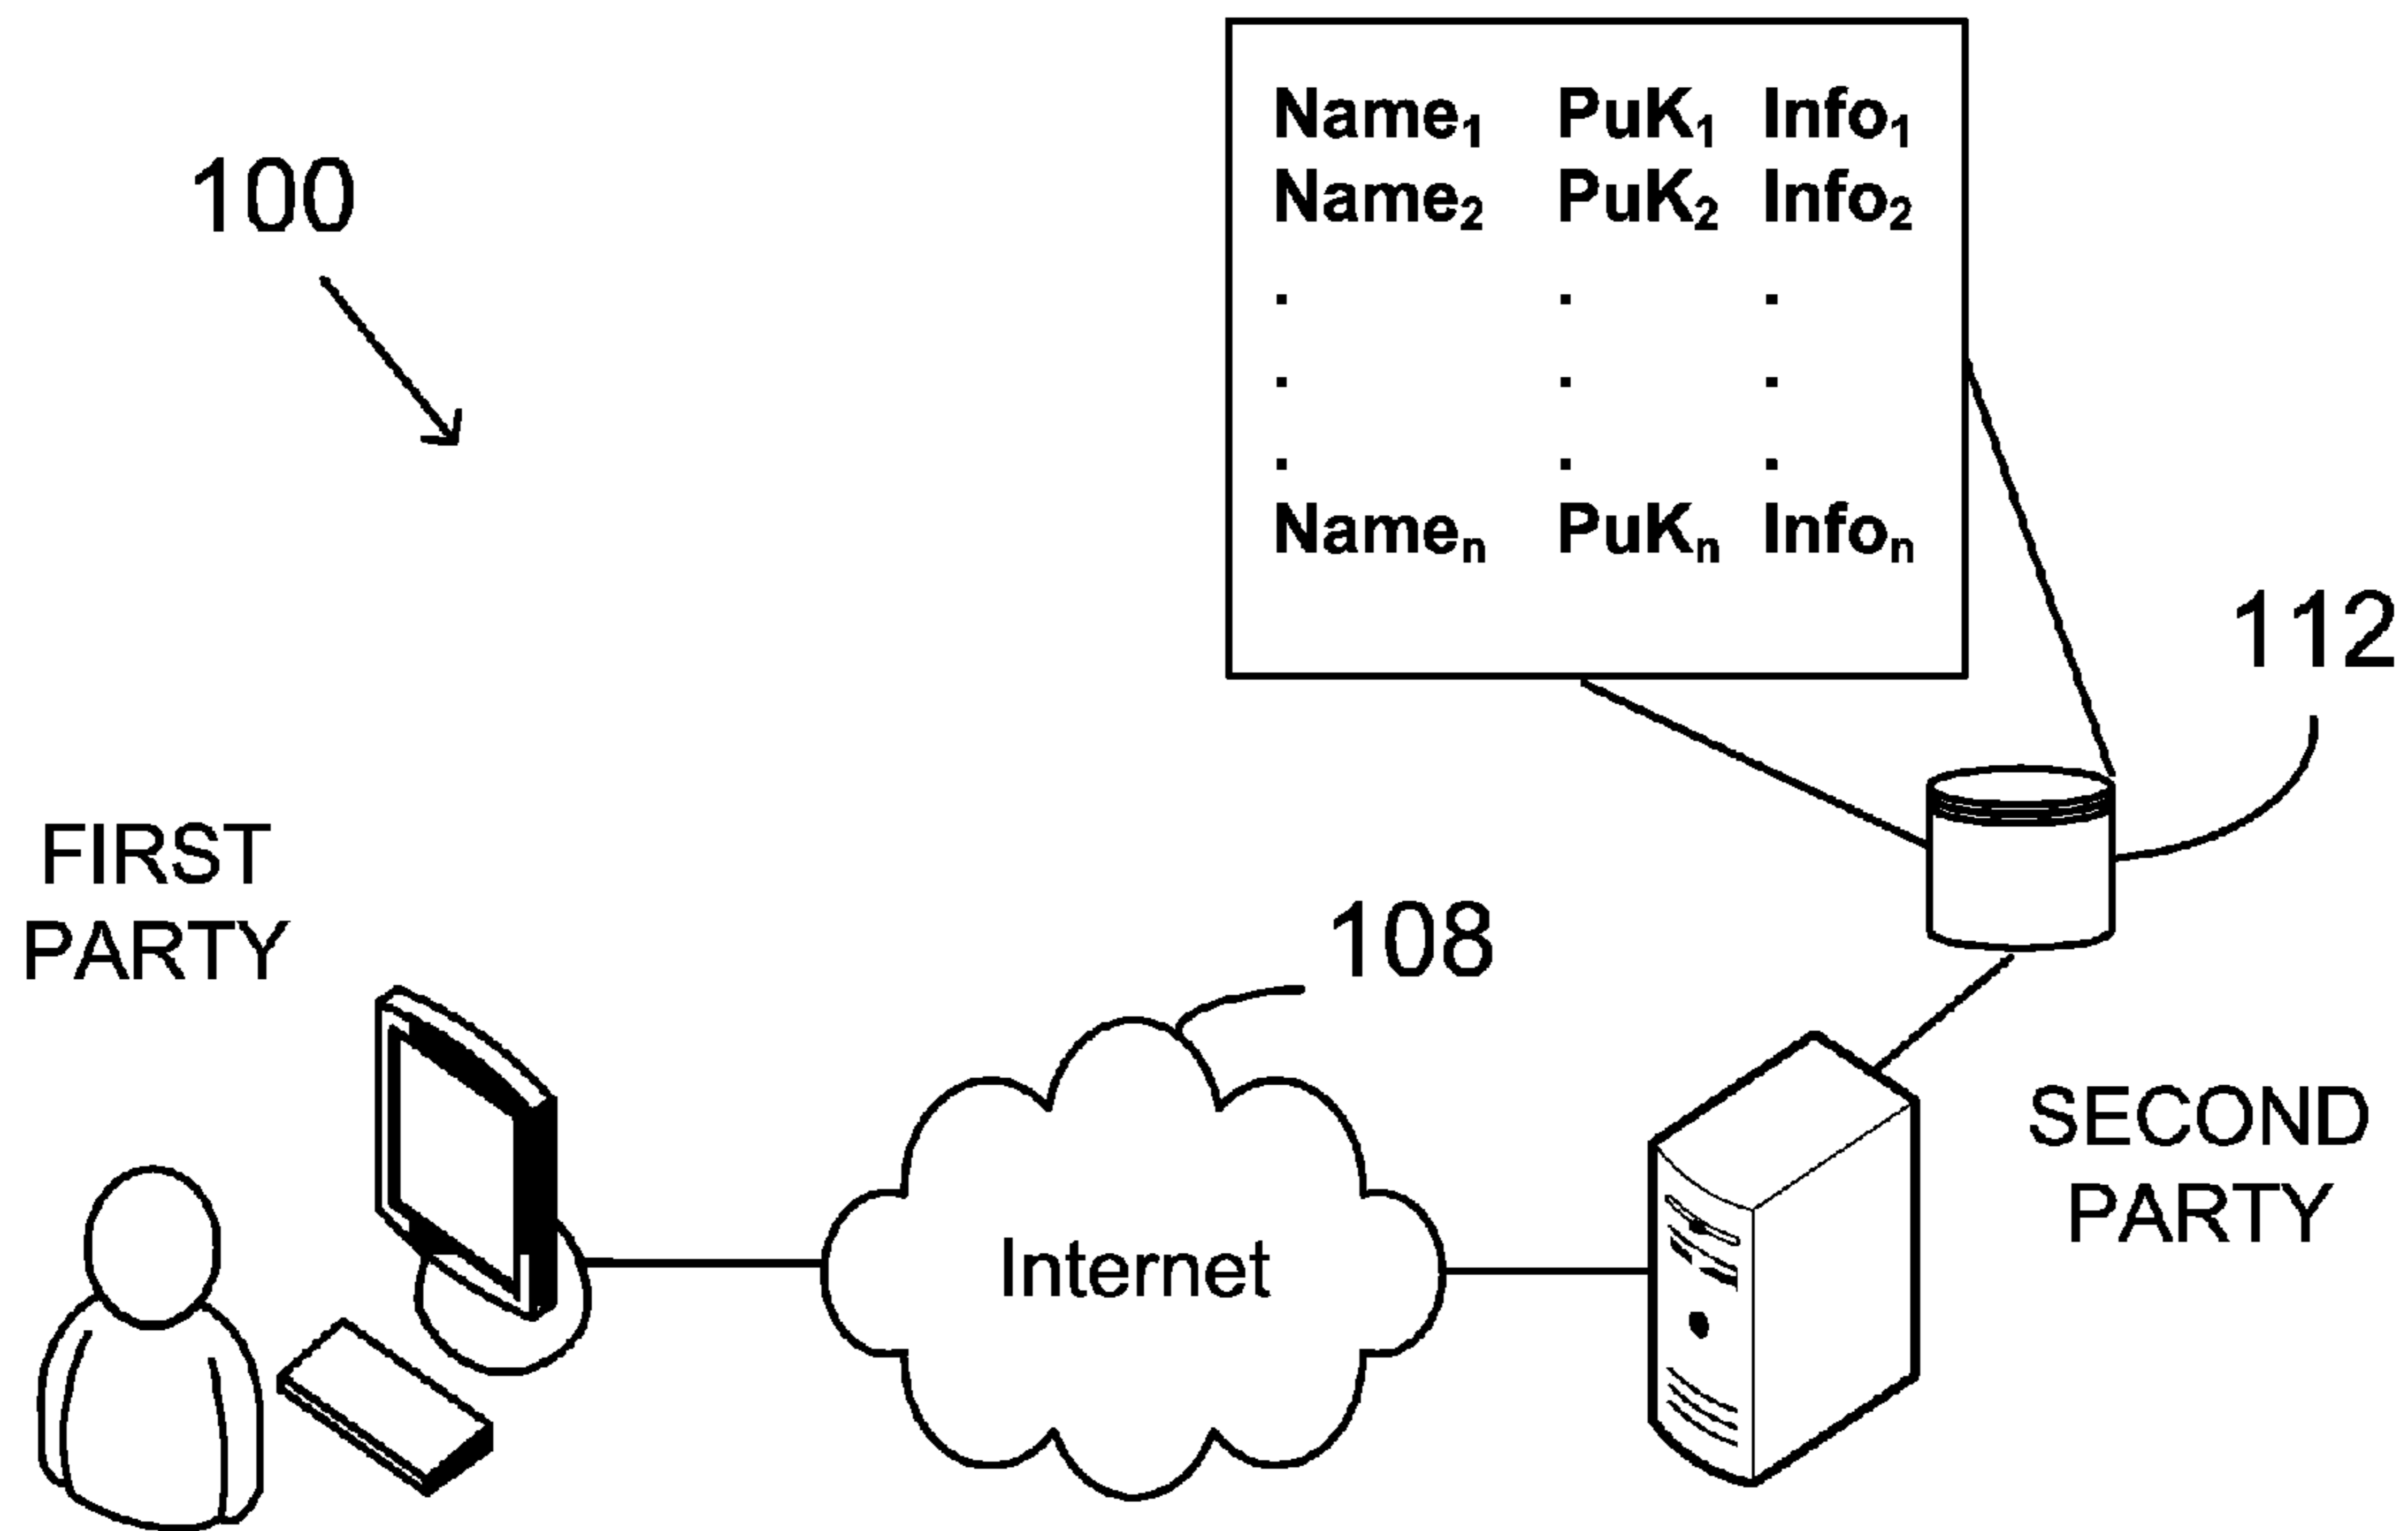 100
Name₁ PuK₁ Info₁
Name₂ PuK₂ Info₂
. . .
. . .
. . .
Nameₙ PuKₙ Infoₙ
112
FIRST
PARTY
108
Internet
SECOND
PARTY